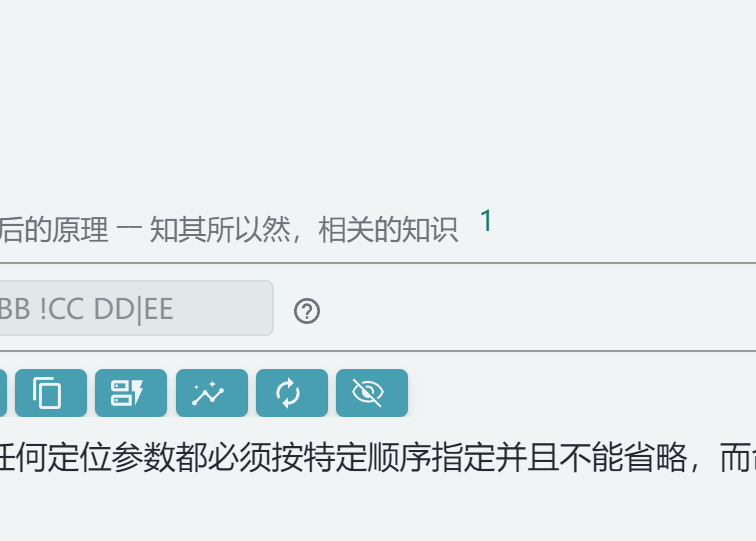 后的原理 一 知其所以然，相关的知识 1
BB !CC DD|EE
任何定位参数都必须按特定顺序指定并且不能省略，而